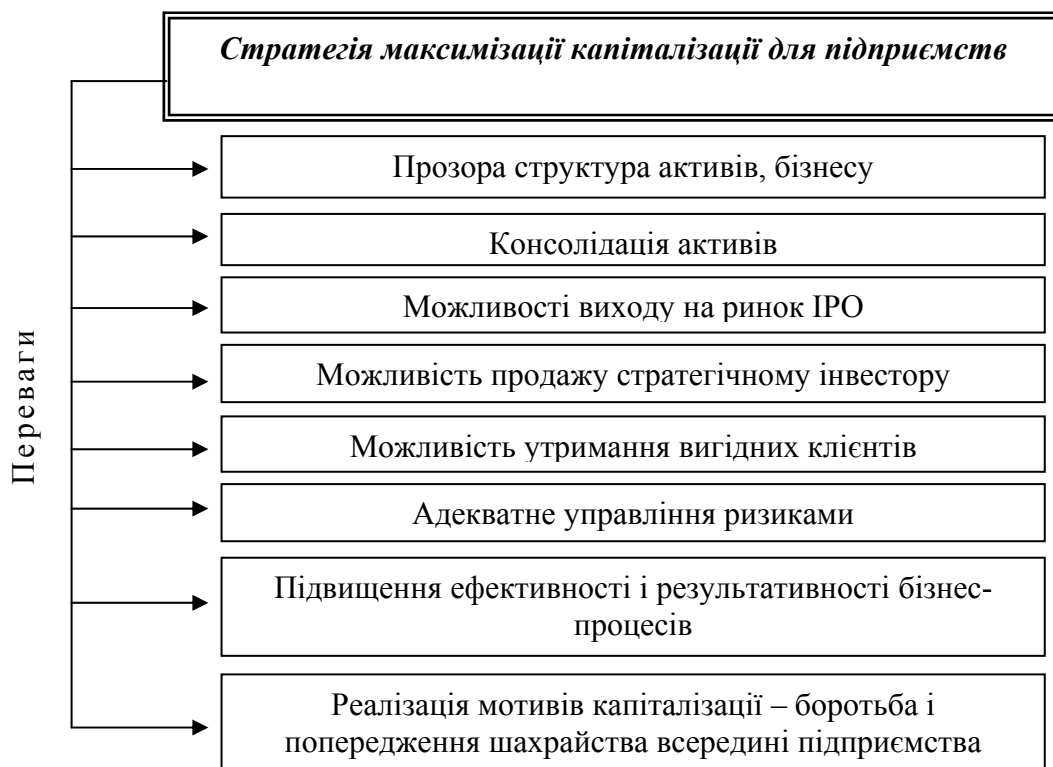 Стратегія максимізації капіталізації для підприємств
Прозора структура активів, бізнесу
Консолідація активів
Можливості виходу на ринок ІРО
Можливість продажу стратегічному інвестору
Можливість утримання вигідних клієнтів
Адекватне управління ризиками
Підвищення ефективності і результативності бізнес-
процесів
Реалізація мотивів капіталізації – боротьба і
попередження шахрайства всередині підприємства
Переваги